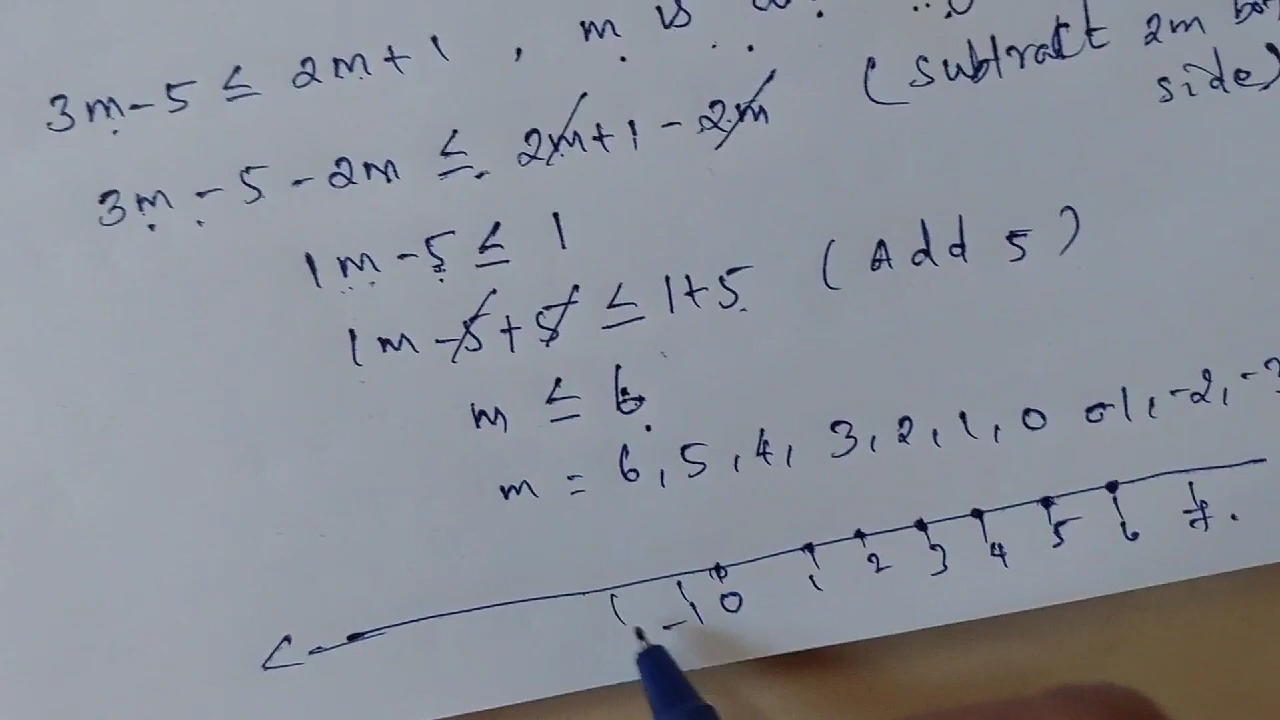 3m - 5 ≤ 2m + 1 , m is
(subtract 2m
side)
3m - 5 - 2m ≤ 2m + 1 - 2m
1m - 5 ≤ 1
(Add 5)
1m - 5 + 5 ≤ 1 + 5
m ≤ 6
m = 6, 5, 4, 3, 2, 1, 0 -1, -2,
-1 0 1 2 3 4 5 6 7